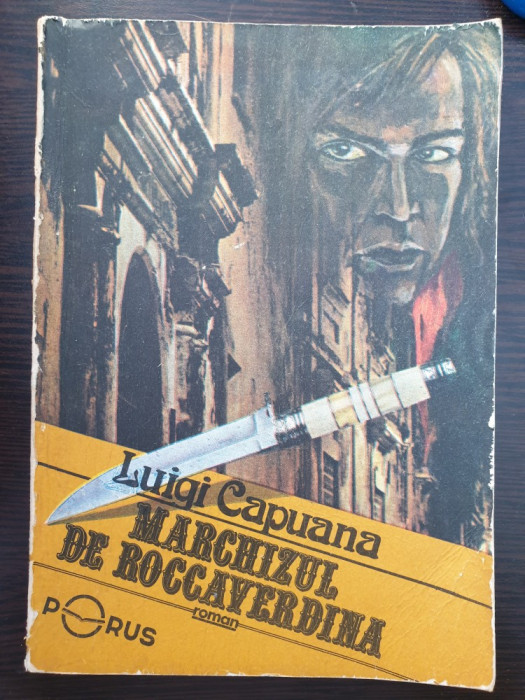 Luigi Capuana
MARCHIZUL
DE ROCCAVERDINA
roman
PORUS